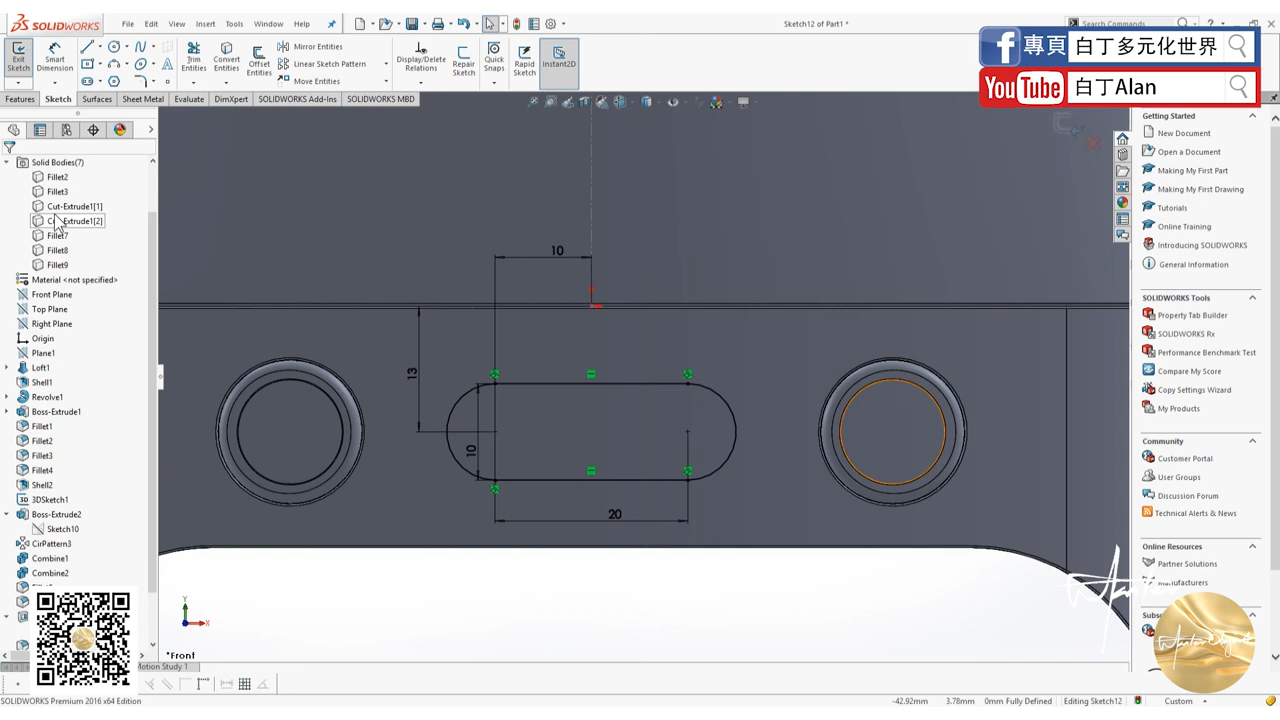 SOLIDWORKS
File Edit View Insert Tools Window Help
Sketch12 of Part1 *
Search Commands
Exit Sketch
Smart Dimension
Trim Entities
Convert Entities
Offset Entities
Mirror Entities
Linear Sketch Pattern
Move Entities
Display/Delete Relations
Repair Sketch
Quick Snaps
Rapid Sketch
Instant2D
f 專頁 白丁多元化世界
YouTube 白丁Alan
Features Sketch Surfaces Sheet Metal Evaluate DimXpert SOLIDWORKS Add-Ins SOLIDWORKS MBD
Solid Bodies(7)
Fillet2
Fillet3
Cut-Extrude1[1]
Cut-Extrude1[2]
Fillet7
Fillet8
Fillet9
Material <not specified>
Front Plane
Top Plane
Right Plane
Origin
Plane1
Loft1
Shell1
Revolve1
Boss-Extrude1
Fillet1
Fillet2
Fillet3
Fillet4
Shell2
3D 3DSketch1
Boss-Extrude2
Sketch10
CirPattern3
Combine1
Combine2
10
13
10
20
Y
X
*Front
Getting Started
New Document
Open a Document
Making My First Part
Making My First Drawing
Tutorials
Online Training
Introducing SOLIDWORKS
General Information
SOLIDWORKS Tools
Property Tab Builder
SOLIDWORKS Rx
Performance Benchmark Test
Compare My Score
Copy Settings Wizard
My Products
Community
Customer Portal
User Groups
Discussion Forum
Technical Alerts & News
Online Resources
Partner Solutions
Manufacturers
Motion Study 1
SOLIDWORKS Premium 2016 x64 Edition
-42.92mm 3.78mm 0mm Fully Defined Editing Sketch12 Custom